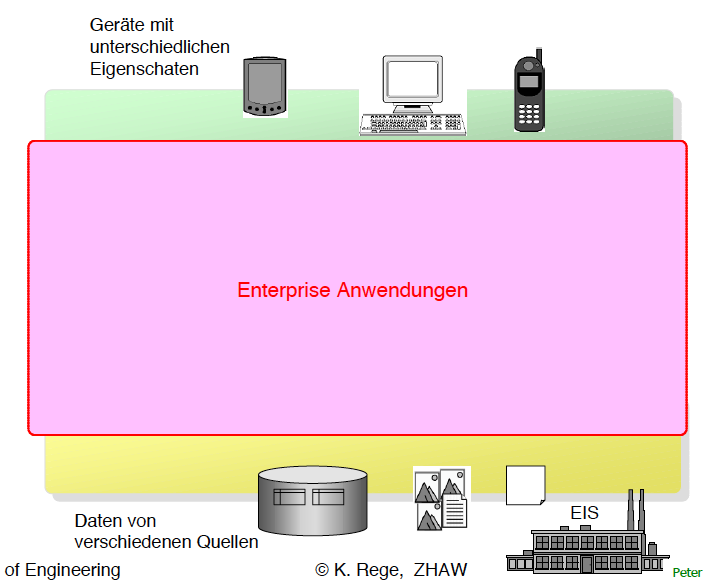 Geräte mit
unterschiedlichen
Eigenschaten
Enterprise Anwendungen
EIS
Daten von
verschiedenen Quellen
of Engineering
© K. Rege, ZHAW
Peter